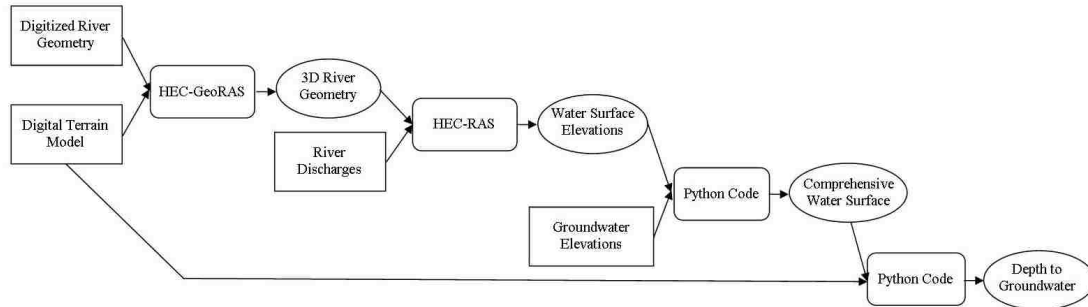 Digitized River
Geometry
HEC-GeoRAS
3D River
Geometry
Digital Terrain
Model
HEC-RAS
Water Surface
Elevations
River
Discharges
Python Code
Comprehensive
Water Surface
Groundwater
Elevations
Python Code
Depth to
Groundwater